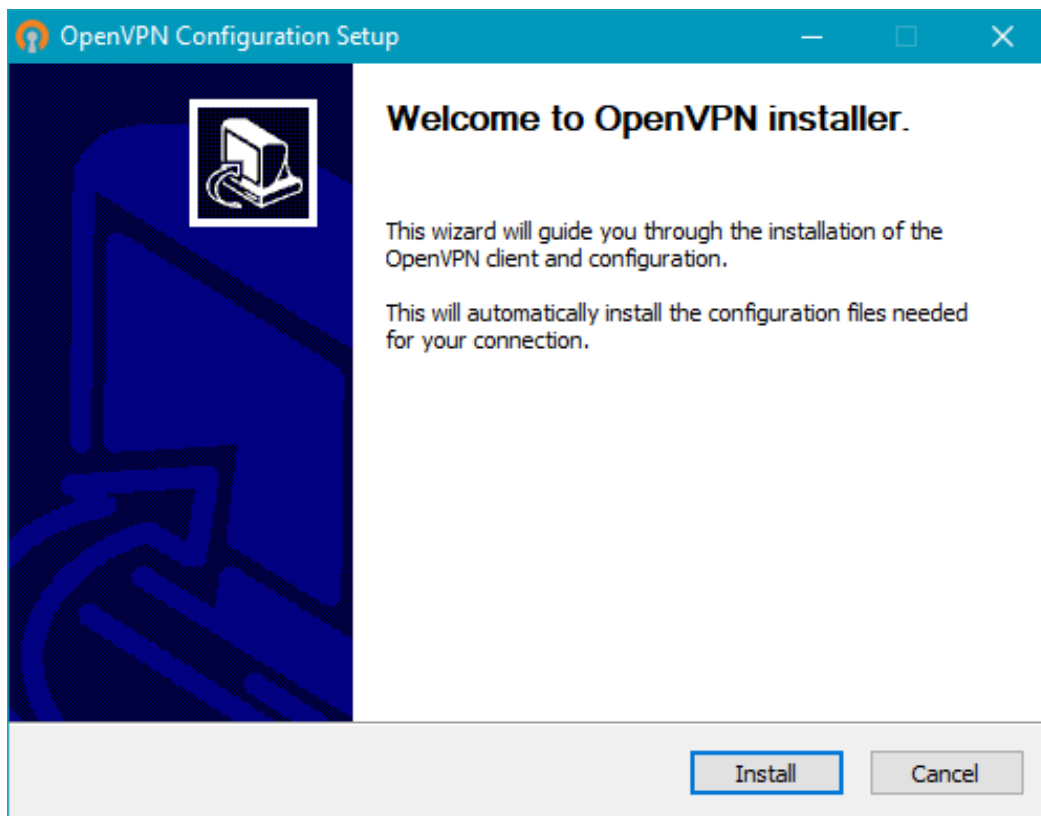 OpenVPN Configuration Setup
Welcome to OpenVPN installer.
This wizard will guide you through the installation of the
OpenVPN client and configuration.
This will automatically install the configuration files needed
for your connection.
Install
Cancel